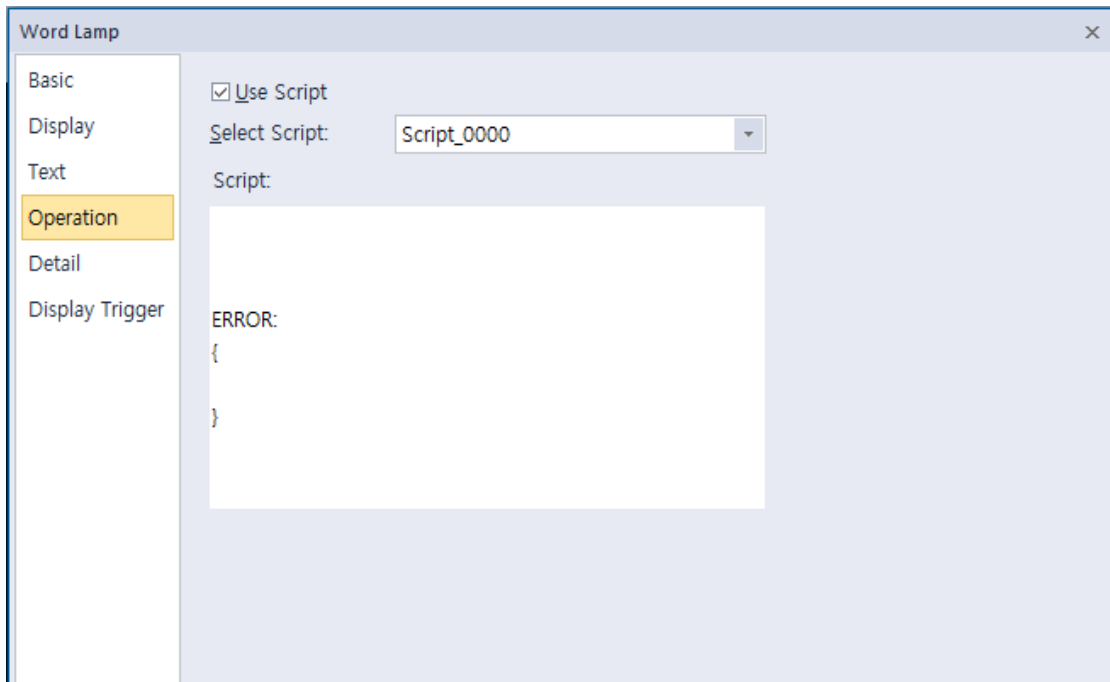 Word Lamp
Basic
Display
Text
Operation
Detail
Display Trigger
Use Script
Select Script: Script_0000
Script:
ERROR:
{
}